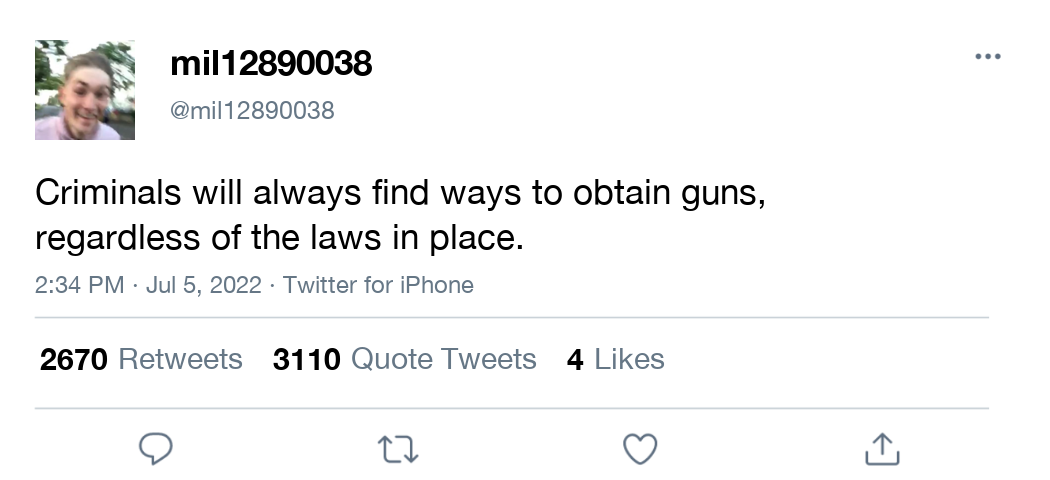 mil12890038
@mil12890038
Criminals will always find ways to obtain guns,
regardless of the laws in place.
2:34 PM · Jul 5, 2022 · Twitter for iPhone
2670 Retweets 3110 Quote Tweets 4 Likes